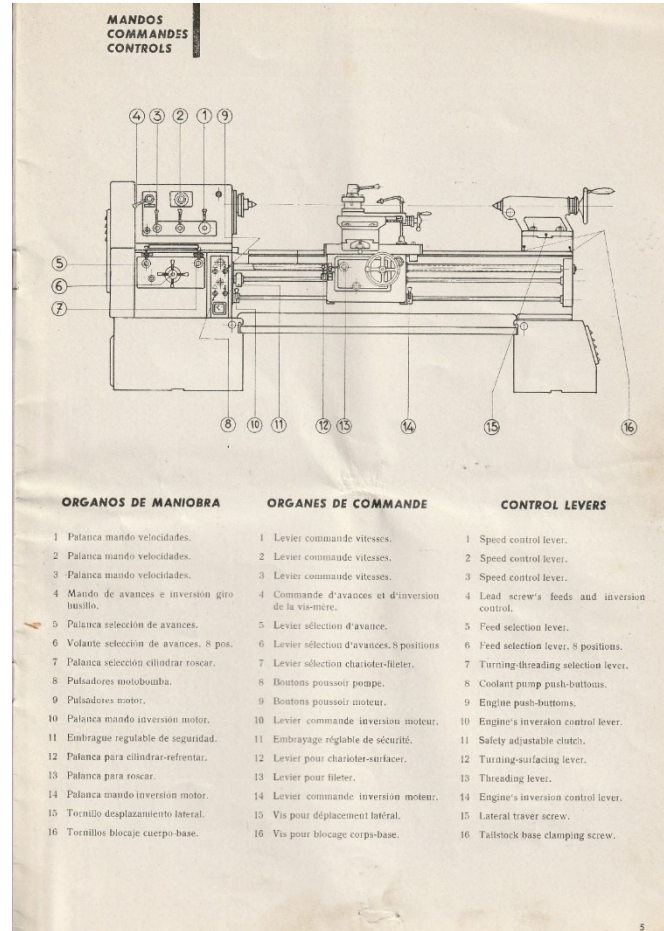 MANDOS
COMMANDES
CONTROLS
4 3 2 1 9
5
6
7
8 10 11 12 13 14 15 16
ORGANOS DE MANIOBRA
1 Palanca mando velocidades.
2 Palanca mando velocidades.
3 Palanca mando velocidades.
4 Mando de avances e inversión giro
husillo.
5 Palanca selección de avances.
6 Volante selección de avances. 8 pos.
7 Palanca selección cilindrar roscar.
8 Pulsadores motobomba.
9 Pulsadores motor.
10 Palanca mando inversión motor.
11 Embrague regulable de seguridad.
12 Palanca para cilindrar-refrentar.
13 Palanca para roscar.
14 Palanca mando inversión motor.
15 Tornillo desplazamiento lateral.
16 Tornillos blocaje cuerpo-base.
ORGANES DE COMMANDE
1 Levier commande vitesses.
2 Levier commande vitesses.
3 Levier commande vitesses.
4 Commande d'avances et d'inversion
de la vis-mère.
5 Levier sélection d'avance.
6 Levier sélection d'avances. 8 positions
7 Levier sélection charioter-fileter.
8 Boutons poussoir pompe.
9 Boutons poussoir moteur.
10 Levier commande inversion moteur.
11 Embrayage réglable de sécurité.
12 Levier pour charioter-surfacer.
13 Levier pour fileter.
14 Levier commande inversión moteur.
15 Vis pour déplacement latéral.
16 Vis pour blocage corps-base.
CONTROL LEVERS
1 Speed control lever.
2 Speed control lever.
3 Speed control lever.
4 Lead screw's feeds and inversion
control.
5 Feed selection lever.
6 Feed selection lever. 8 positions.
7 Turning-threading selection lever.
8 Coolant pump push-buttoms.
9 Engine push-buttoms.
10 Engine's inversion control lever.
11 Safety adjustable clutch.
12 Turning-surfacing lever.
13 Threading lever.
14 Engine's inversion control lever.
15 Lateral traver screw.
16 Tailstock base clamping screw.
5